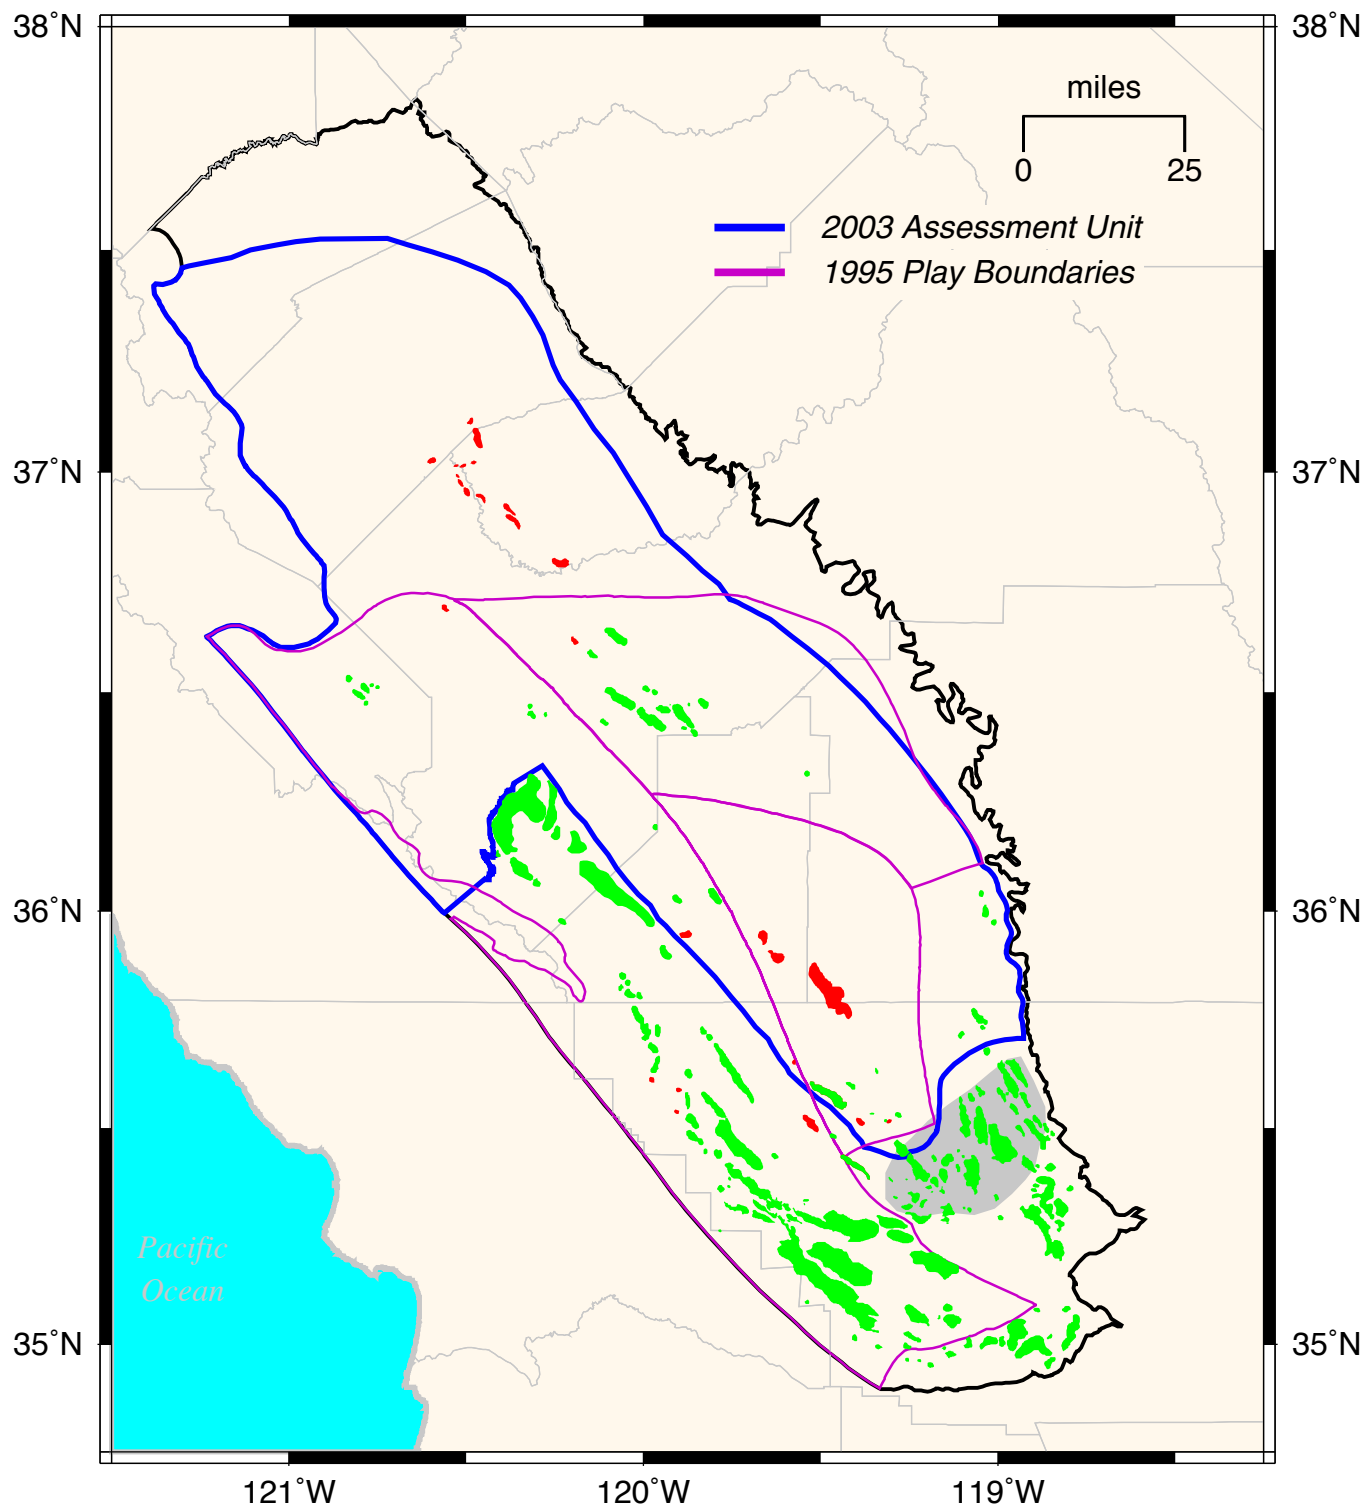 38˚N
38˚N
miles
0
25
2003 Assessment Unit
1995 Play Boundaries
37˚N
37˚N
36˚N
36˚N
Pacific
Ocean
35˚N
35˚N
121˚W
120˚W
119˚W